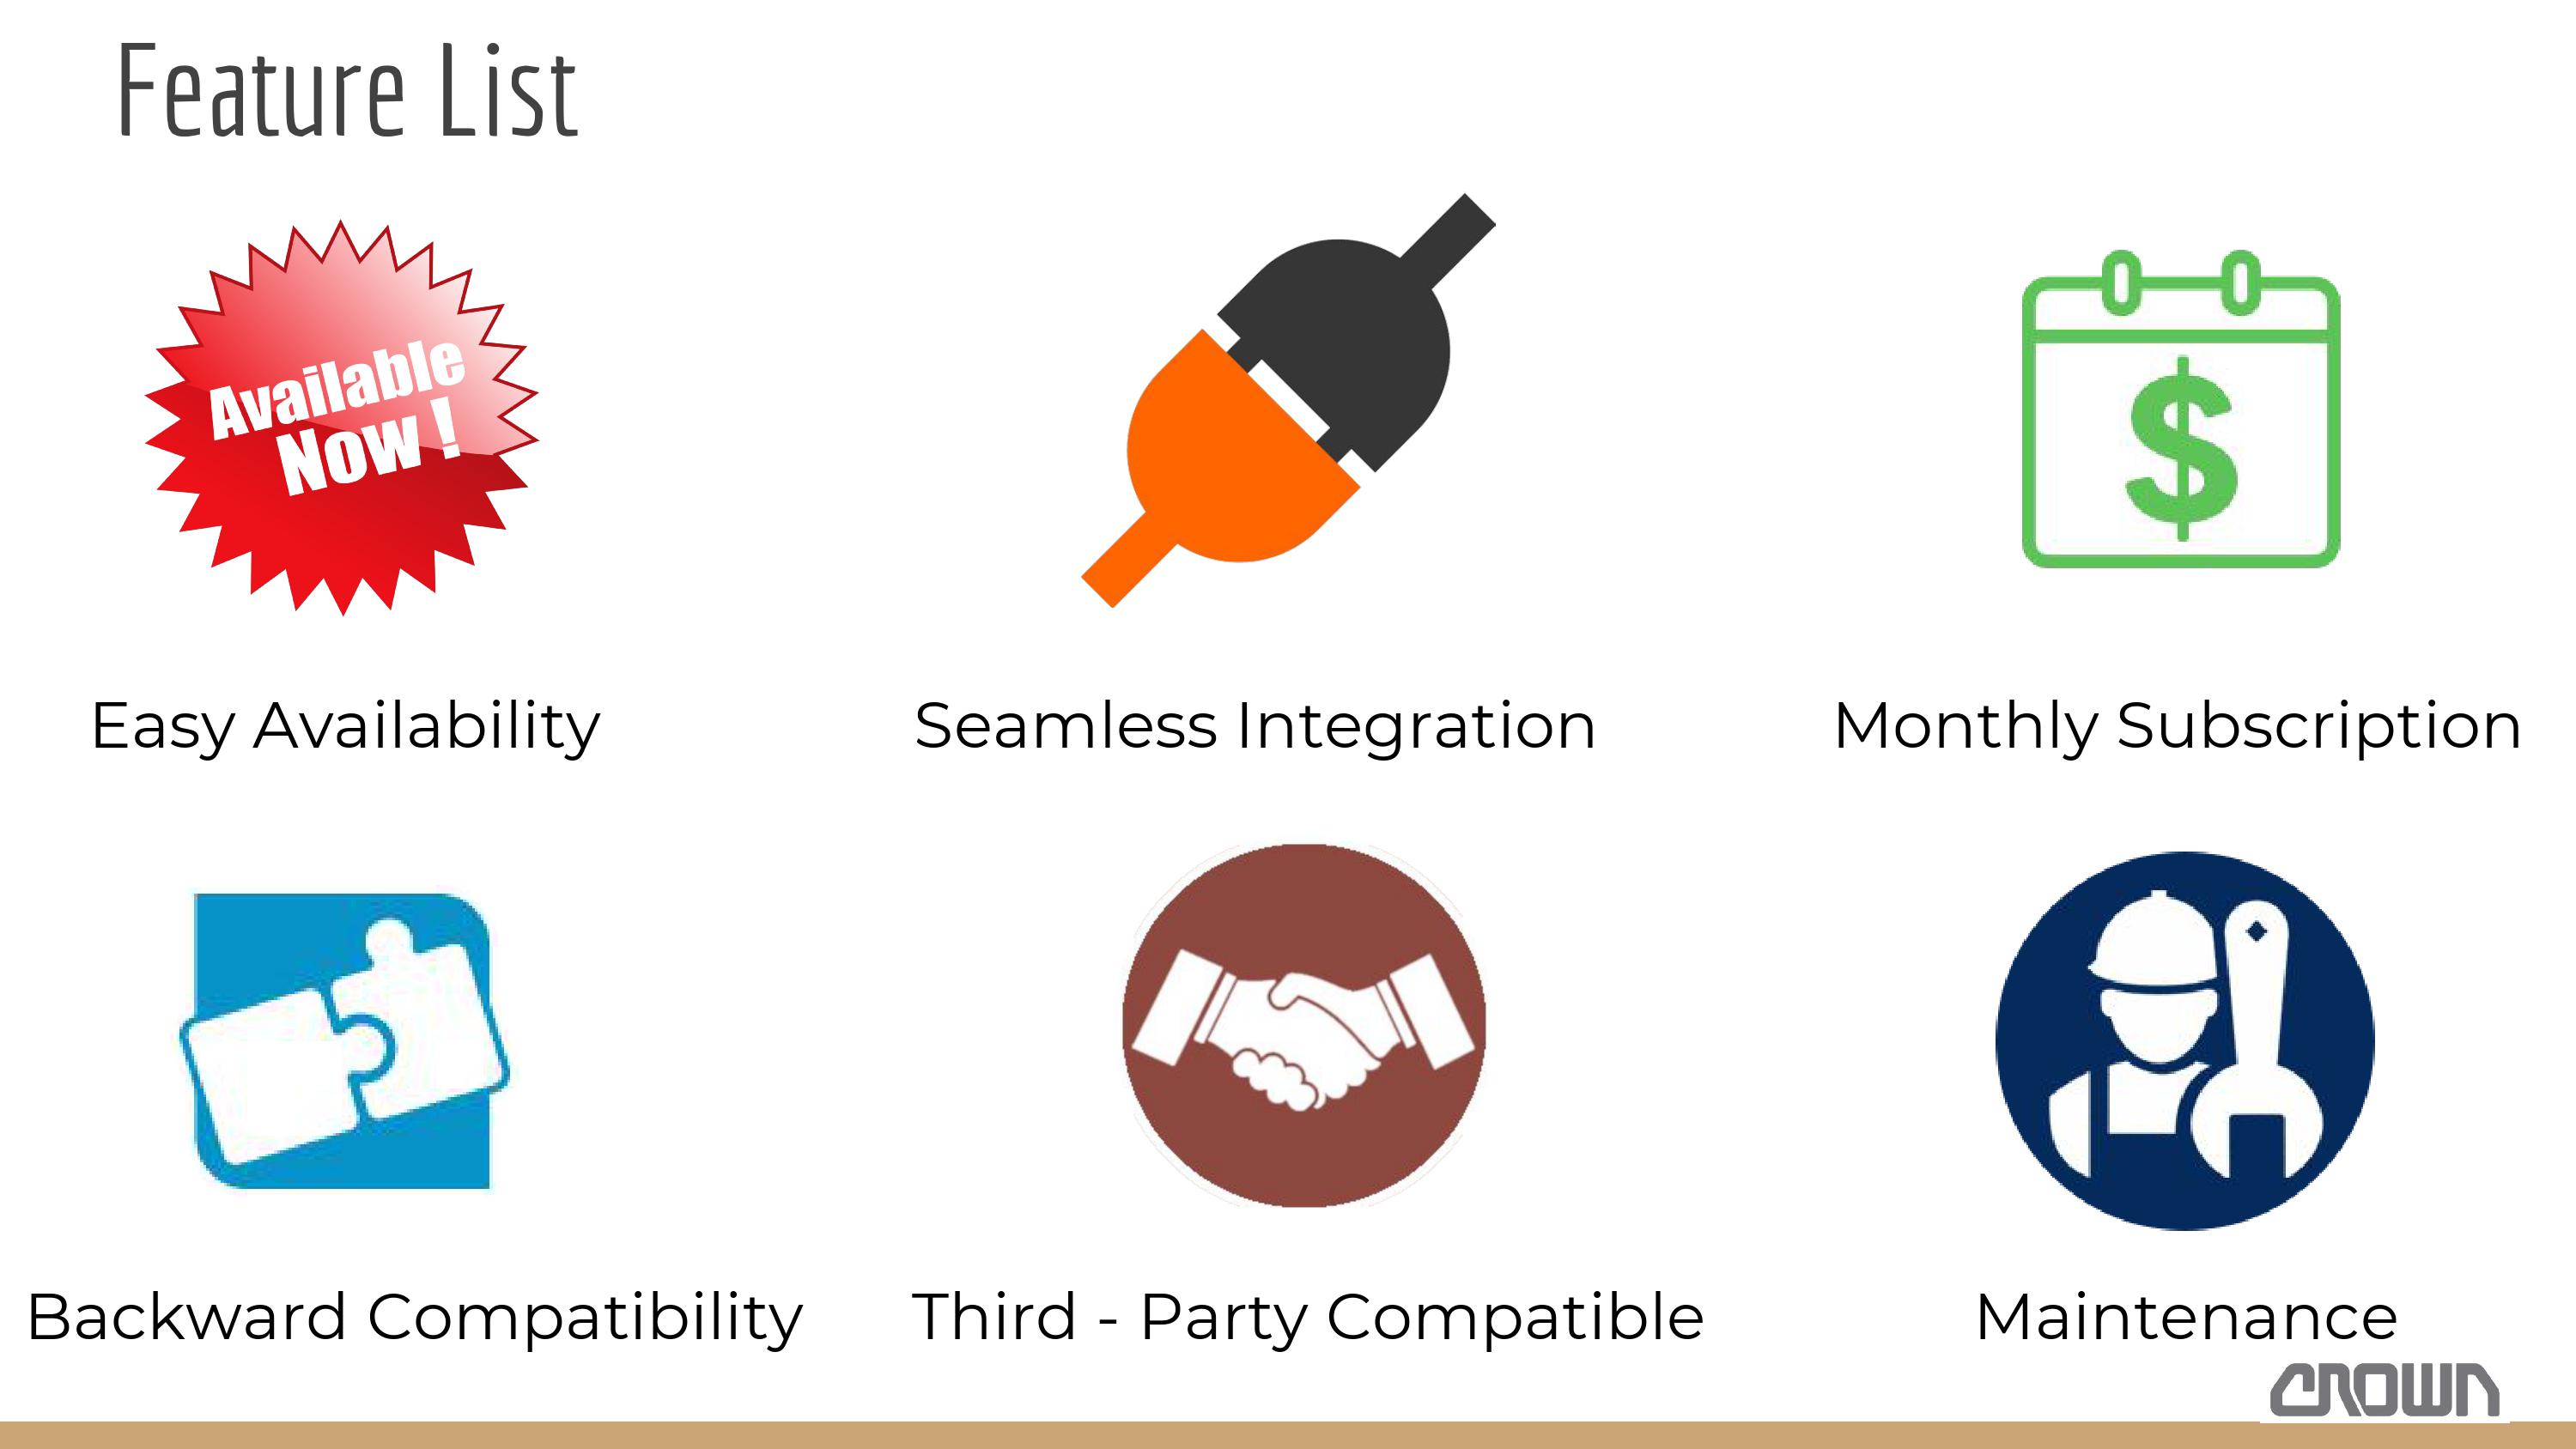 Feature List
Available
Now !
$
Easy Availability
Seamless Integration
Monthly Subscription
Backward Compatibility
Third - Party Compatible
Maintenance
CROWN